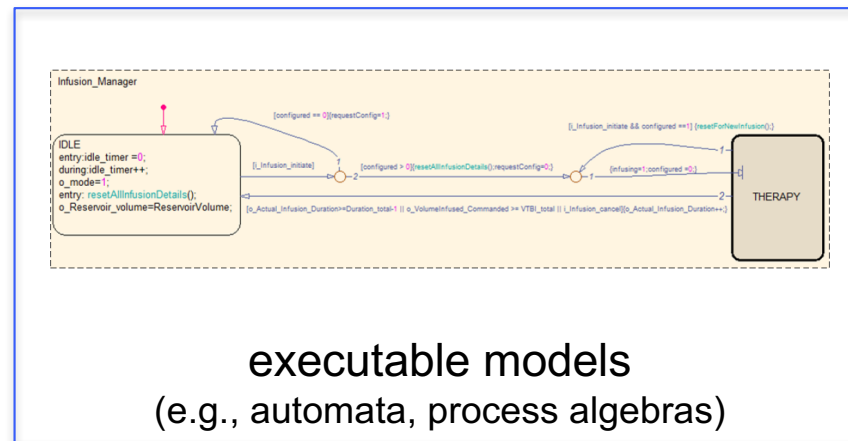 Infusion_Manager
[configured == 0]{requestConfig=1;}
[i_Infusion_initiate && configured ==1] {resetForNewInfusion();}
IDLE
entry:idle_timer =0;
during:idle_timer++;
o_mode=1;
entry: resetAllInfusionDetails();
o_Reservoir_volume=ReservoirVolume;
[i_Infusion_initiate]
1
2
[configured > 0]{resetAllInfusionDetails();requestConfig=0;}
1
{infusing=1;configured =0;}
1
2
THERAPY
[o_Actual_Infusion_Duration>=Duration_total-1 || o_VolumeInfused_Commanded >= VTBI_total || i_Infusion_cancel]{o_Actual_Infusion_Duration++;}
executable models
(e.g., automata, process algebras)